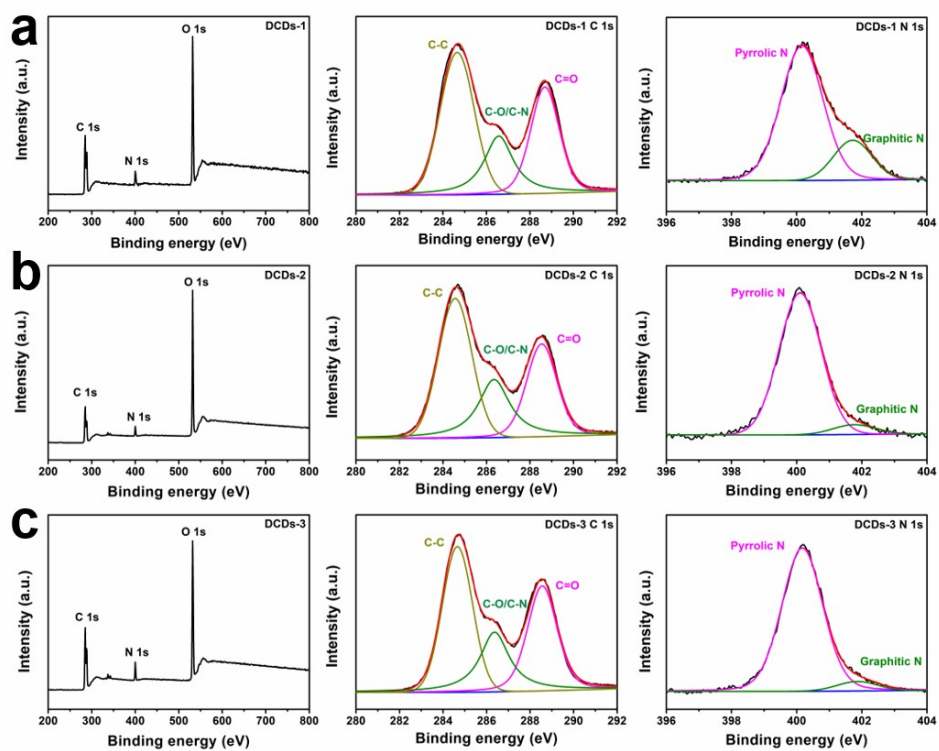 a
DCDs-1
O 1s
C 1s
N 1s
Intensity (a.u.)
200 300 400 500 600 700 800
Binding energy (eV)
DCDs-1 C 1s
C-C
C-O/C-N
C=O
Intensity (a.u.)
280 282 284 286 288 290 292
Binding energy (eV)
DCDs-1 N 1s
Pyrrolic N
Graphitic N
Intensity (a.u.)
396 398 400 402 404
Binding energy (eV)
b
DCDs-2
O 1s
C 1s
N 1s
Intensity (a.u.)
200 300 400 500 600 700 800
Binding energy (eV)
DCDs-2 C 1s
C-C
C-O/C-N
C=O
Intensity (a.u.)
280 282 284 286 288 290 292
Binding energy (eV)
DCDs-2 N 1s
Pyrrolic N
Graphitic N
Intensity (a.u.)
396 398 400 402 404
Binding energy (eV)
c
DCDs-3
O 1s
C 1s
N 1s
Intensity (a.u.)
200 300 400 500 600 700 800
Binding energy (eV)
DCDs-3 C 1s
C-C
C-O/C-N
C=O
Intensity (a.u.)
280 282 284 286 288 290 292
Binding energy (eV)
DCDs-3 N 1s
Pyrrolic N
Graphitic N
Intensity (a.u.)
396 398 400 402 404
Binding energy (eV)